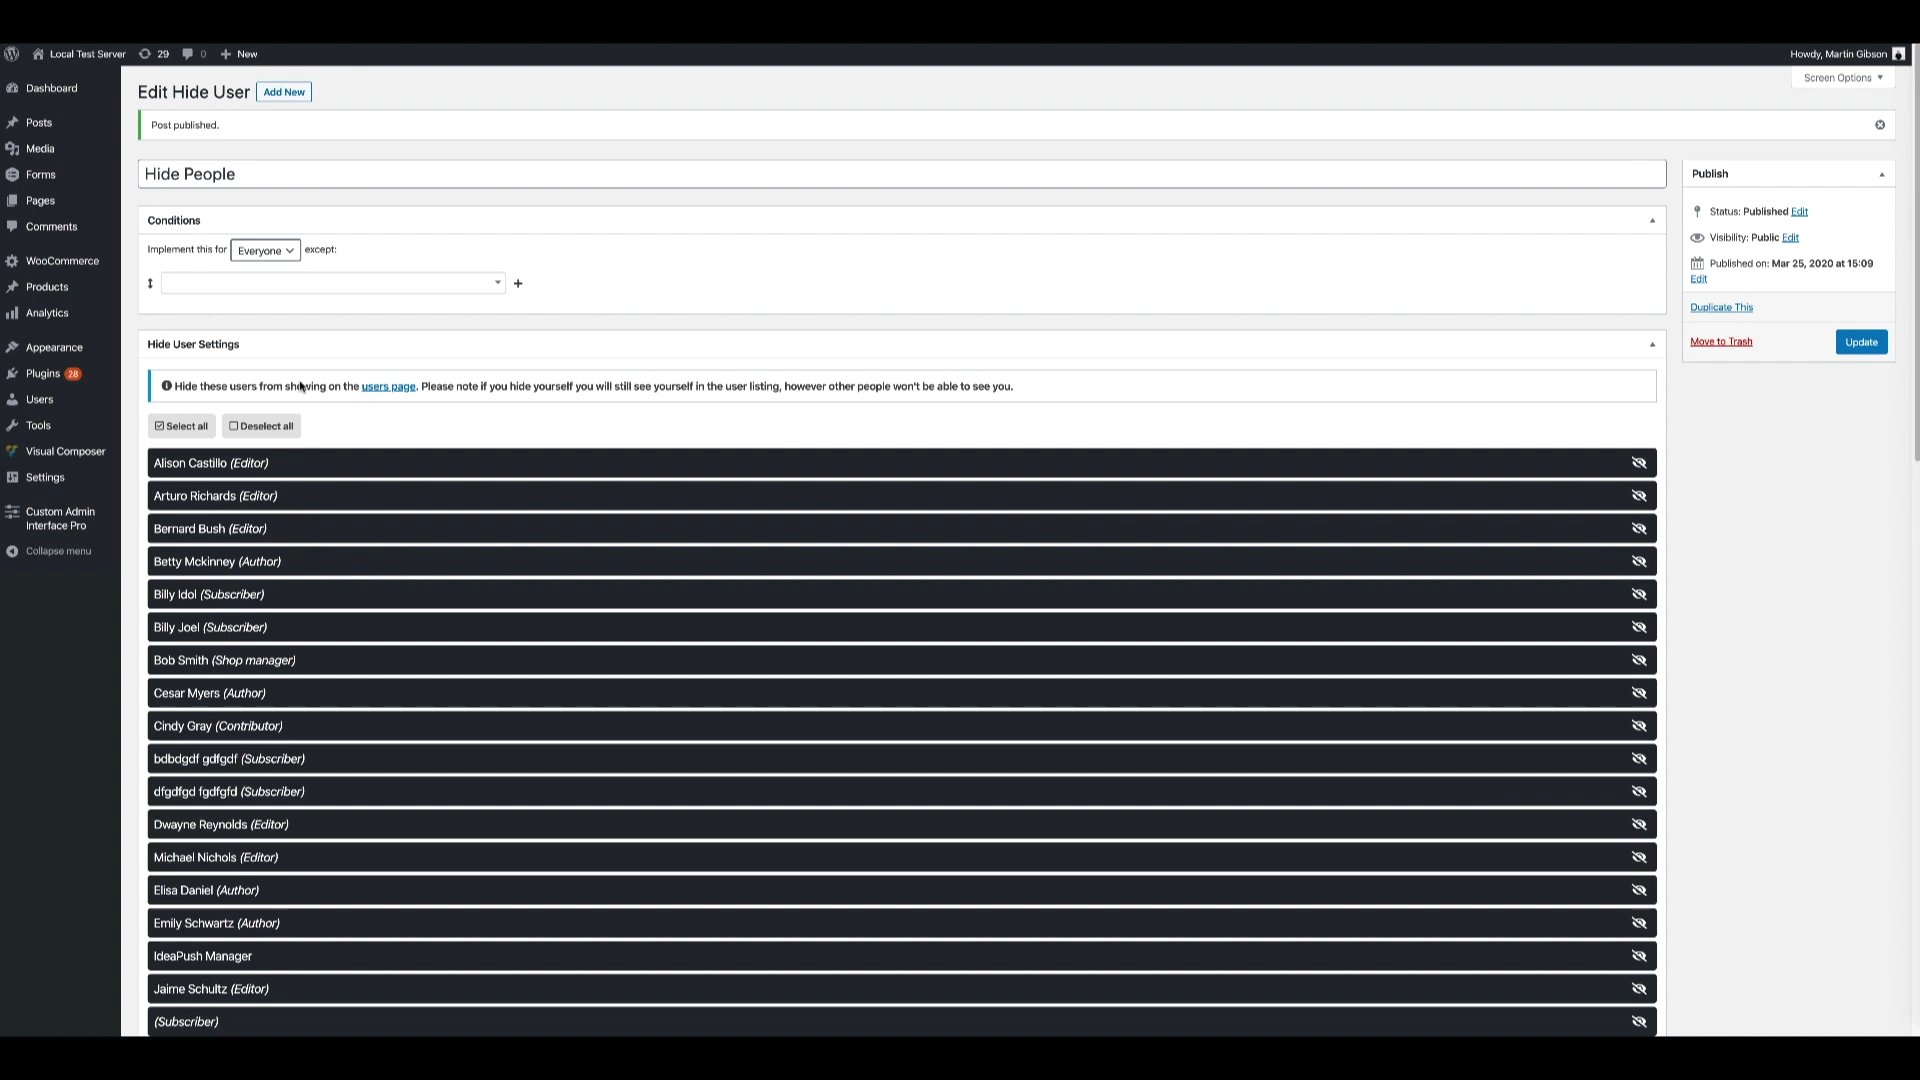 Local Test Server 29 0 New Howdy, Martin Gibson
Screen Options
Dashboard
Posts
Media
Forms
Pages
Comments
WooCommerce
Products
Analytics
Appearance
Plugins 28
Users
Tools
Visual Composer
Settings
Custom Admin
Interface Pro
Collapse menu
Edit Hide User Add New
Post published.
Hide People
Conditions
Implement this for Everyone except:
Hide User Settings
Hide these users from showing on the users page. Please note if you hide yourself you will still see yourself in the user listing, however other people won't be able to see you.
Select all Deselect all
Alison Castillo (Editor)
Arturo Richards (Editor)
Bernard Bush (Editor)
Betty Mckinney (Author)
Billy Idol (Subscriber)
Billy Joel (Subscriber)
Bob Smith (Shop manager)
Cesar Myers (Author)
Cindy Gray (Contributor)
bdbdgdf gdfgdf (Subscriber)
dfgdfgd fgdfgfd (Subscriber)
Dwayne Reynolds (Editor)
Michael Nichols (Editor)
Elisa Daniel (Author)
Emily Schwartz (Author)
IdeaPush Manager
Jaime Schultz (Editor)
(Subscriber)
Publish
Status: Published Edit
Visibility: Public Edit
Published on: Mar 25, 2020 at 15:09
Edit
Duplicate This
Move to Trash Update